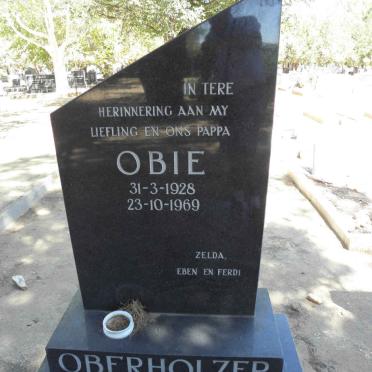 IN TERE
HERINNERING AAN MY
LIEFLING EN ONS PAPPA
OBIE
31-3-1928
23-10-1969
ZELDA,
EBEN EN FERDI
OBERHOLZER